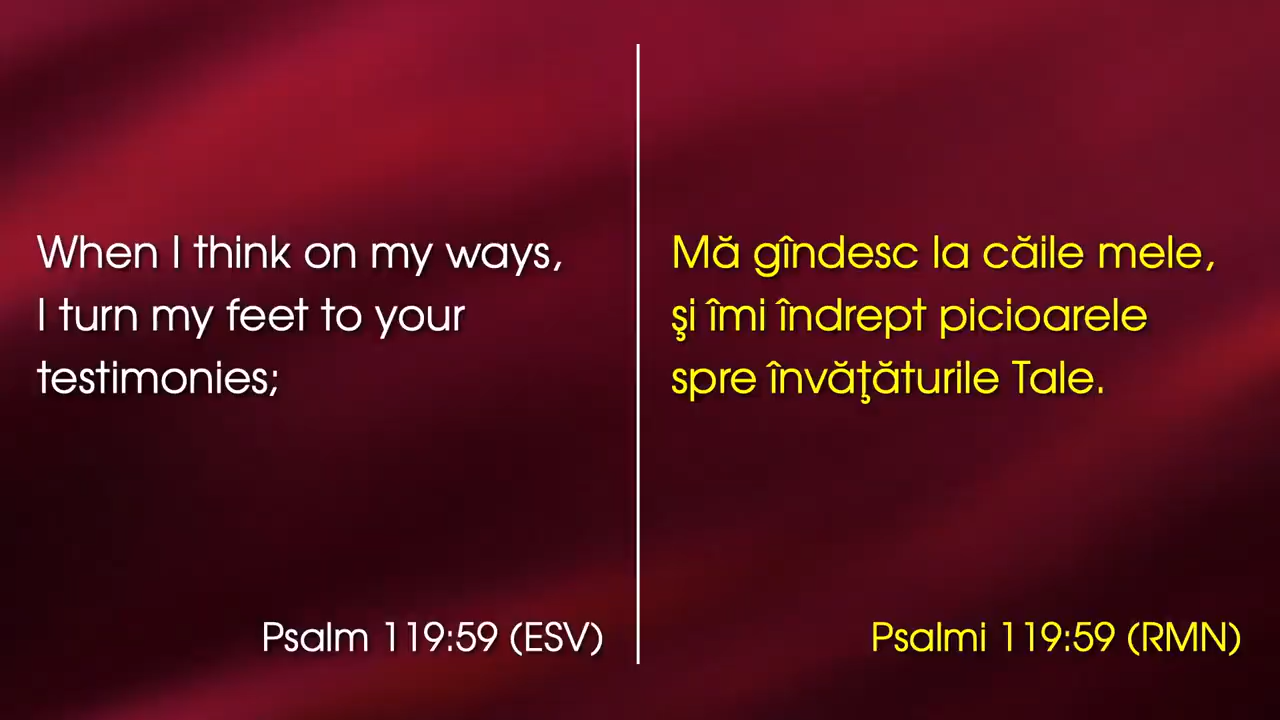 When I think on my ways,
I turn my feet to your
testimonies;
Psalm 119:59 (ESV)
Mă gîndesc la căile mele,
şi îmi îndrept picioarele
spre învăţăturile Tale.
Psalmi 119:59 (RMN)